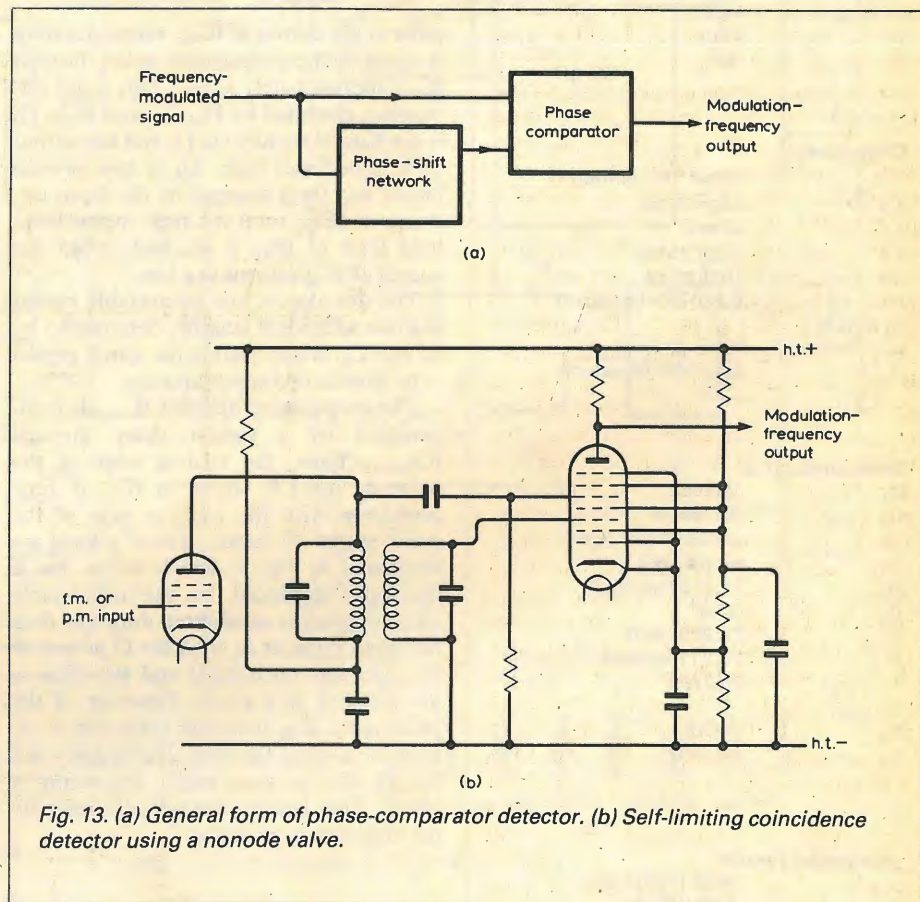 Frequency-
modulated
signal
Phase
comparator
Modulation-
frequency
output
Phase-shift
network
(a)
h.t.+
Modulation-
frequency
output
f.m. or
p.m. input
h.t.-
(b)
Fig. 13. (a) General form of phase-comparator detector. (b) Self-limiting coincidence
detector using a nonode valve.